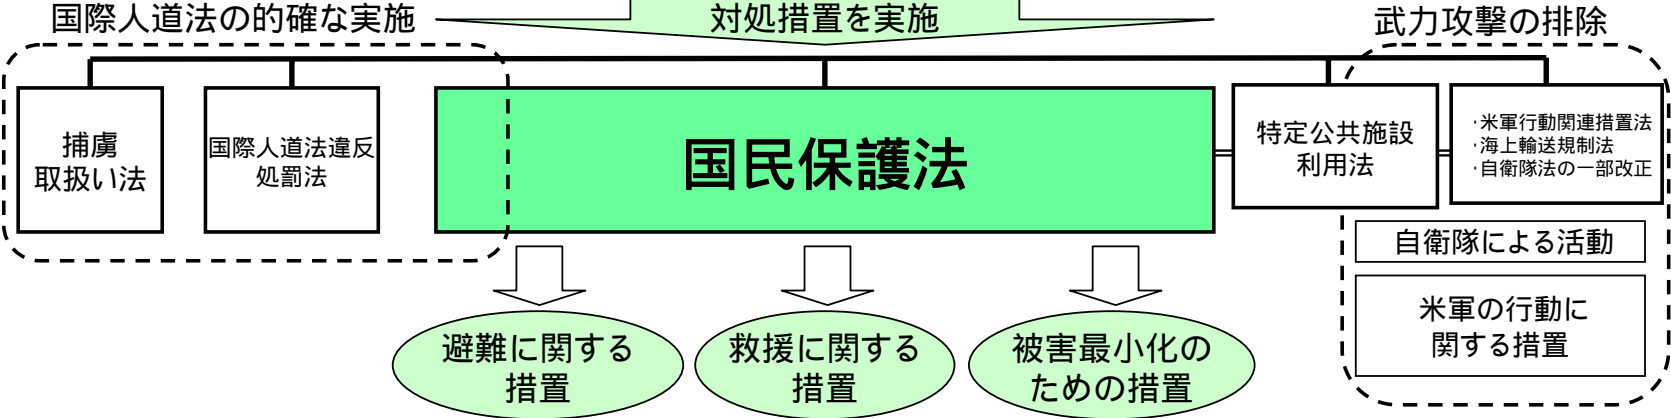 国際人道法の的確な実施
対処措置を実施
武力攻撃の排除
捕虜
取扱い法
国際人道法違反
処罰法
国民保護法
特定公共施設
利用法
・米軍行動関連措置法
・海上輸送規制法
・自衛隊法の一部改正
自衛隊による活動
米軍の行動に
関する措置
避難に関する
措置
救援に関する
措置
被害最小化の
ための措置